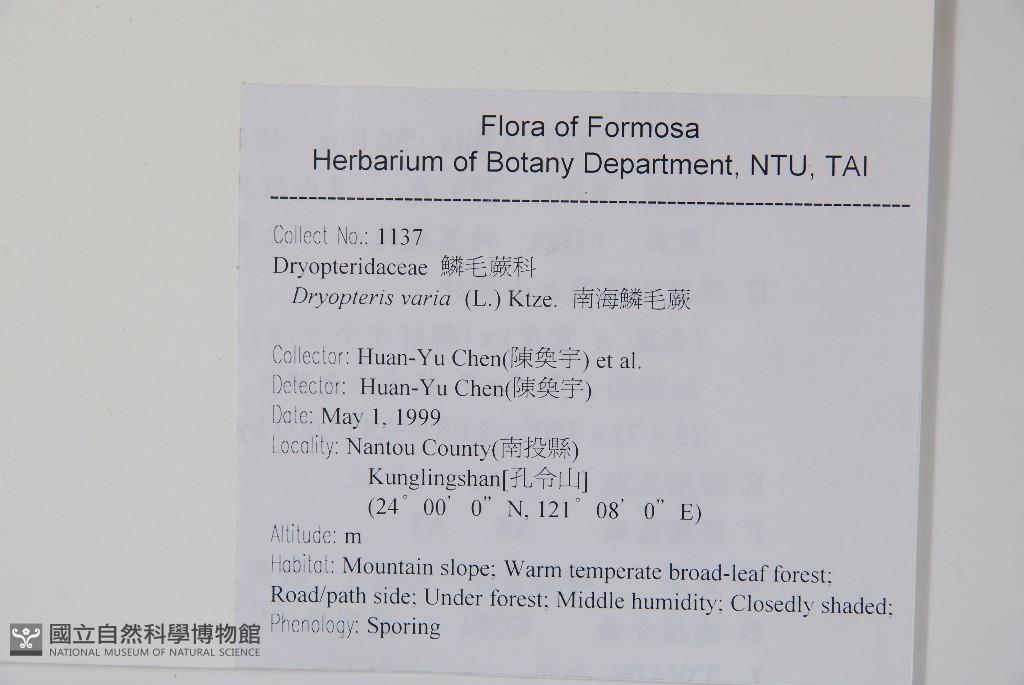 Flora of Formosa
Herbarium of Botany Department, NTU, TAI
Collect No.: 1137
Dryopteridaceae 鱗毛蕨科
Dryopteris varia (L.) Ktze. 南海鱗毛蕨
Collector: Huan-Yu Chen(陳奐宇) et al.
Detector: Huan-Yu Chen(陳奐宇)
Date: May 1, 1999
Locality: Nantou County(南投縣)
Kunglingshan[孔令山]
(24° 00' 0" N, 121° 08' 0" E)
Altitude: m
Habitat: Mountain slope; Warm temperate broad-leaf forest;
Road/path side; Under forest; Middle humidity; Closedly shaded;
Phenology: Sporing
國立自然科學博物館
NATIONAL MUSEUM OF NATURAL SCIENCE